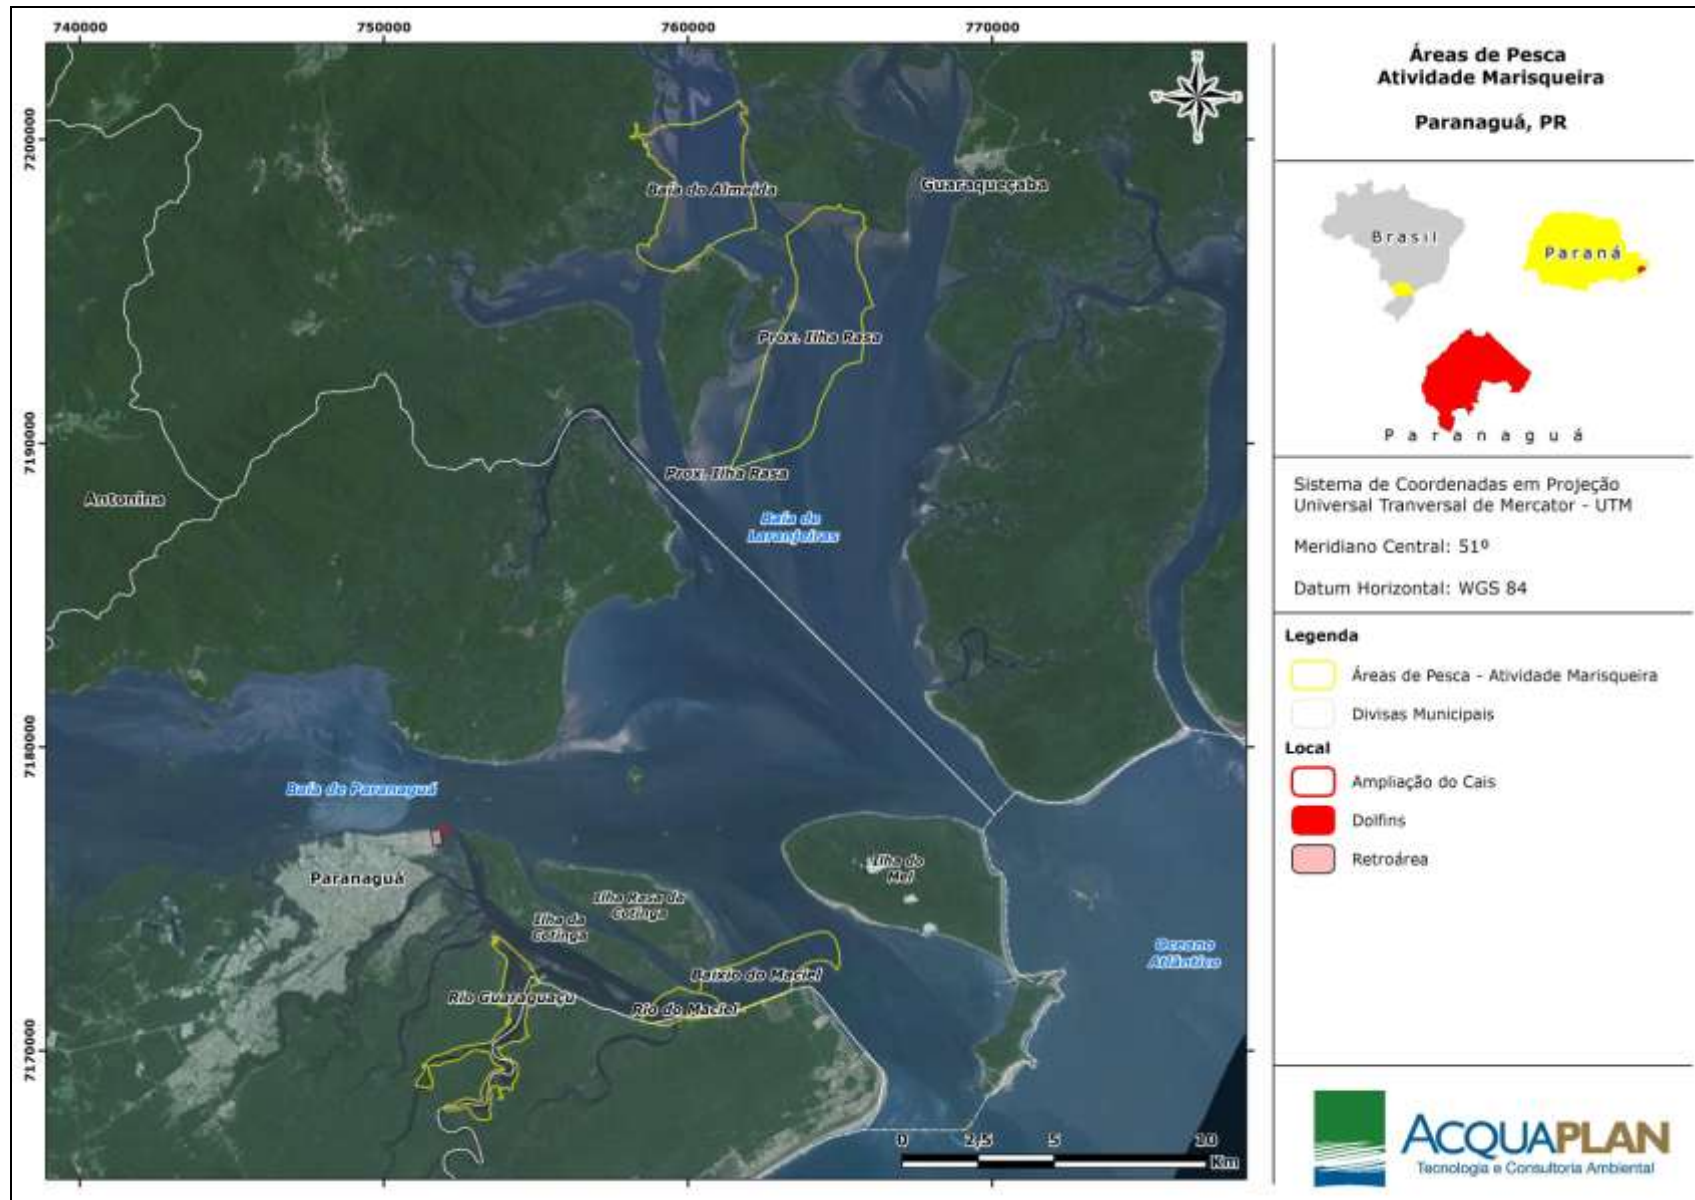 740000
750000
760000
770000
7200000
7190000
7180000
7170000
N
E
S
Baía do Almeida
Guaraqueçaba
Prox. Ilha Rasa
Prox. Ilha Rasa
Antonina
Baía de
Laranjeiras
Baía de Paranaguá
Paranaguá
Ilha do
Mel
Ilha Rasa da
Cotinga
Ilha da
Cotinga
Oceano
Atlântico
Baixio do Maciel
Rio Guaraguaçu
Rio do Maciel
0
2,5
5
10
Km
Áreas de Pesca
Atividade Marisqueira
Paranaguá, PR
Brasil
Paraná
Paranaguá
Sistema de Coordenadas em Projeção
Universal Tranversal de Mercator - UTM
Meridiano Central: 51º
Datum Horizontal: WGS 84
Legenda
Áreas de Pesca - Atividade Marisqueira
Divisas Municipais
Local
Ampliação do Cais
Dolfins
Retroárea
ACQUAPLAN
Tecnologia e Consultoria Ambiental